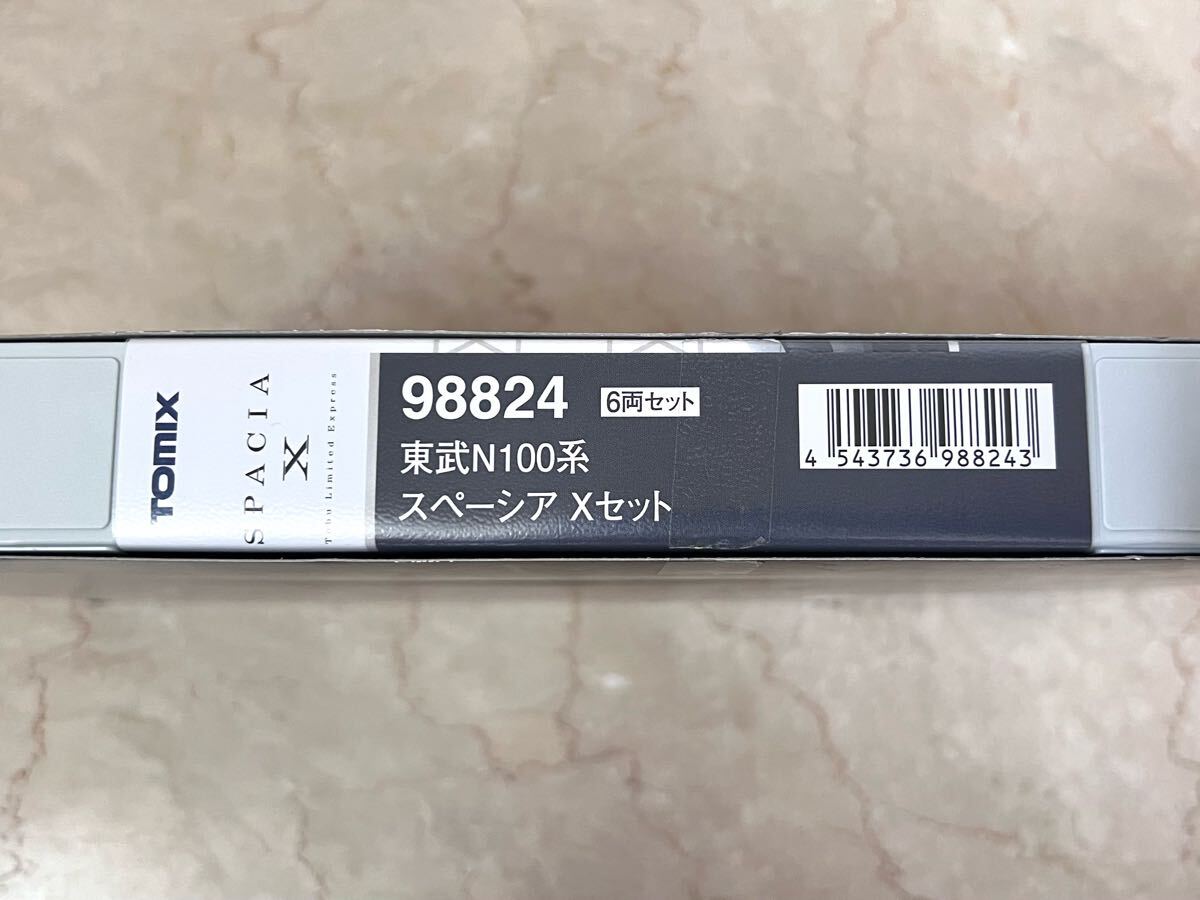 TOMIX
SPACIA
X
Tobu Limited Express
98824 6両セット
東武N100系
スペーシア Xセット
4 543736 988243